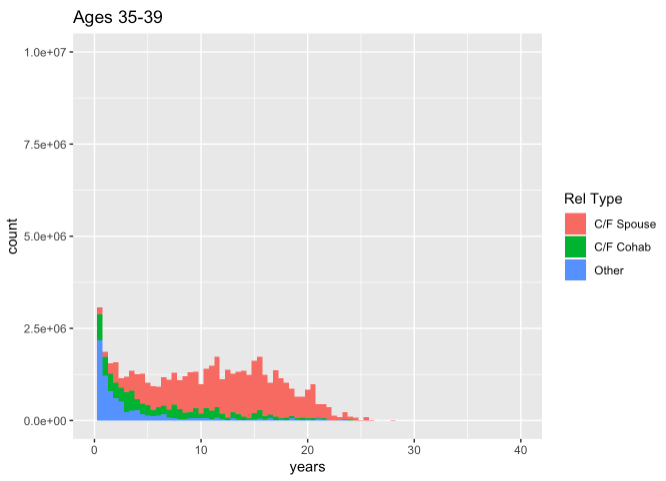 Ages 35-39
1.0e+07
7.5e+06
5.0e+06
2.5e+06
0.0e+00
count
0 10 20 30 40
years
Rel Type
C/F Spouse
C/F Cohab
Other